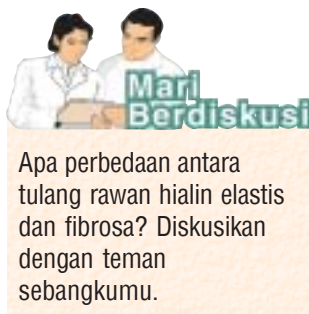 Mari
Berdiskusi
Apa perbedaan antara
tulang rawan hialin elastis
dan fibrosa? Diskusikan
dengan teman
sebangkumu.